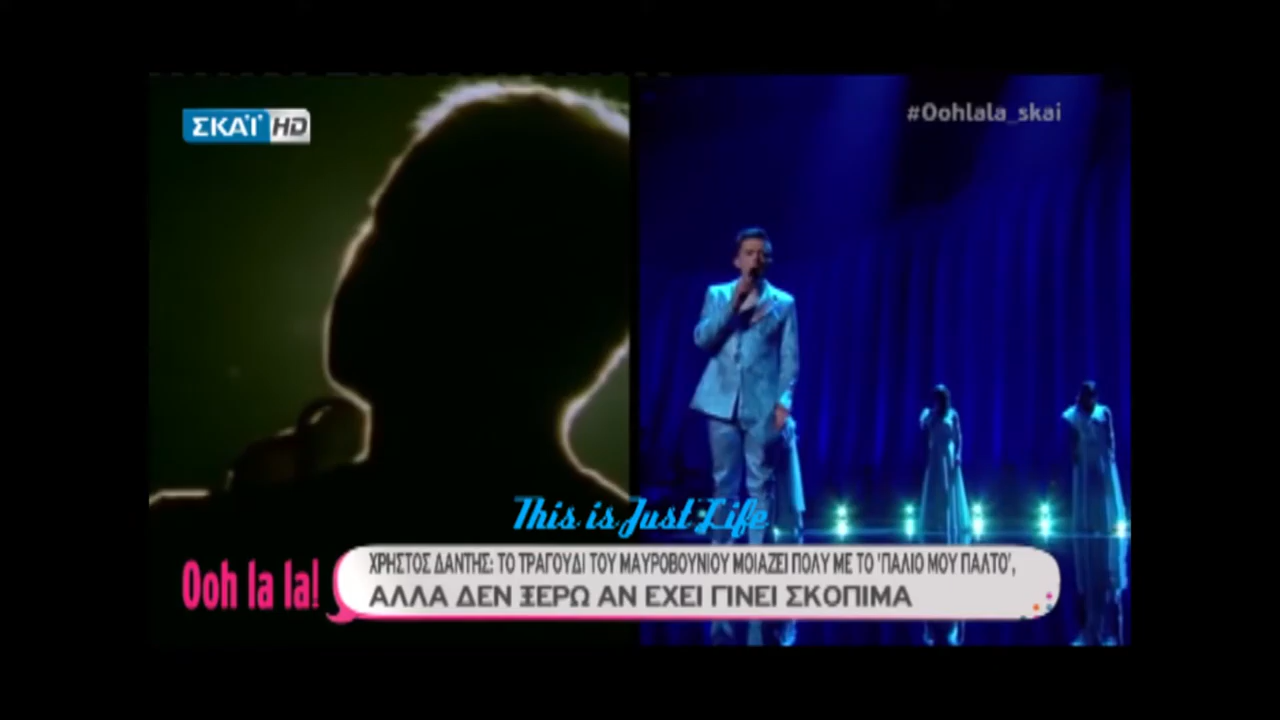 ΣΚΑΪ HD
#Oohlala_skai
This is Just Life
Ooh la la!
ΧΡΗΣΤΟΣ ΔΑΝΤΗΣ: ΤΟ ΤΡΑΓΟΥΔΙ ΤΟΥ ΜΑΥΡΟΒΟΥΝΙΟΥ ΜΟΙΑΖΕΙ ΠΟΛΥ ΜΕ ΤΟ 'ΠΑΛΙΟ ΜΟΥ ΠΑΛΤΟ',
ΑΛΛΑ ΔΕΝ ΞΕΡΩ ΑΝ ΕΧΕΙ ΓΙΝΕΙ ΣΚΟΠΙΜΑ